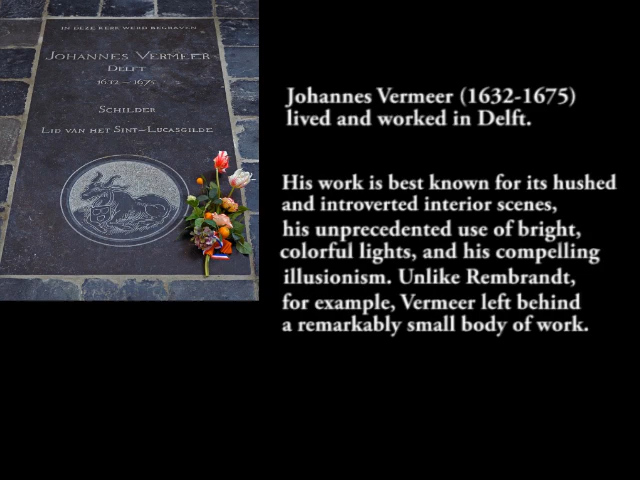 IN DEZE KERK WERD BEGRAVEN
JOHANNES VERMEER
DELFT
1632 – 1675
SCHILDER
LID VAN HET SINT–LUCASGILDE
Johannes Vermeer (1632-1675)
lived and worked in Delft.
His work is best known for its hushed
and introverted interior scenes,
his unprecedented use of bright,
colorful lights, and his compelling
illusionism. Unlike Rembrandt,
for example, Vermeer left behind
a remarkably small body of work.